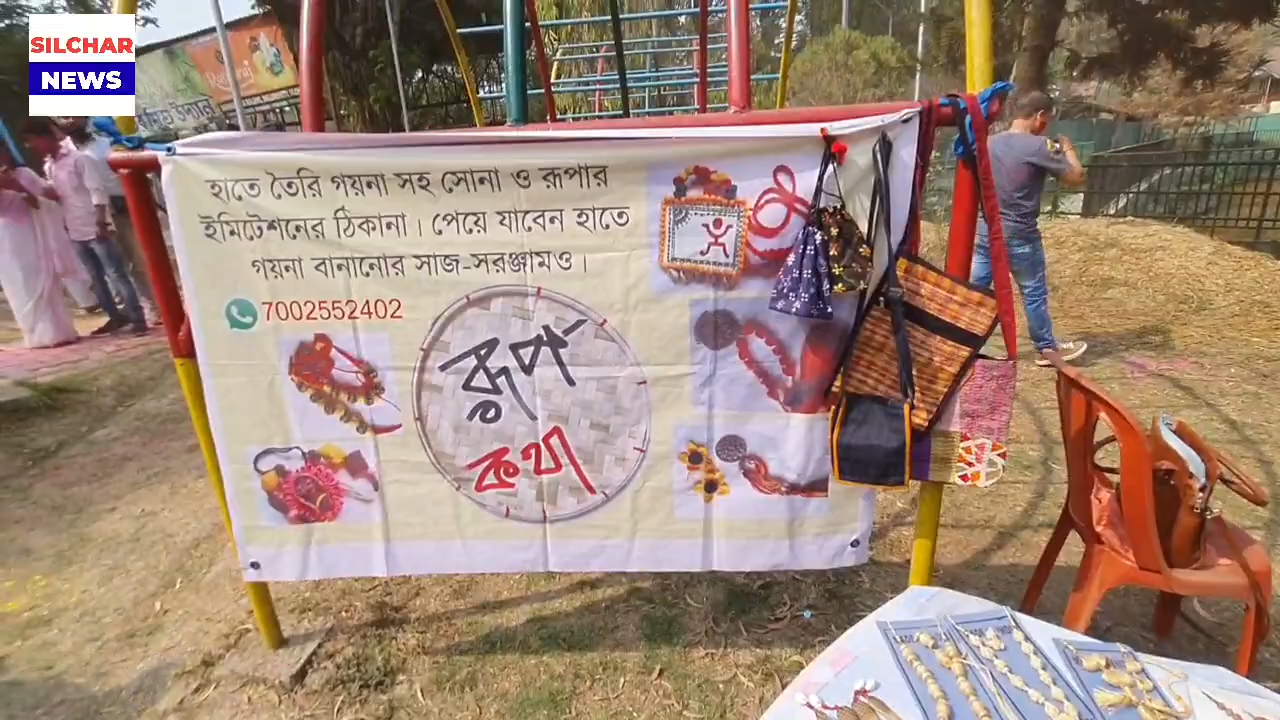 SILCHAR
NEWS
হাতে তৈরি গয়না সহ সোনা ও রূপার
ইমিটেশনের ঠিকানা। পেয়ে যাবেন হাতে
গয়না বানানোর সাজ-সরঞ্জামও।
7002552402
রূপ
কথা